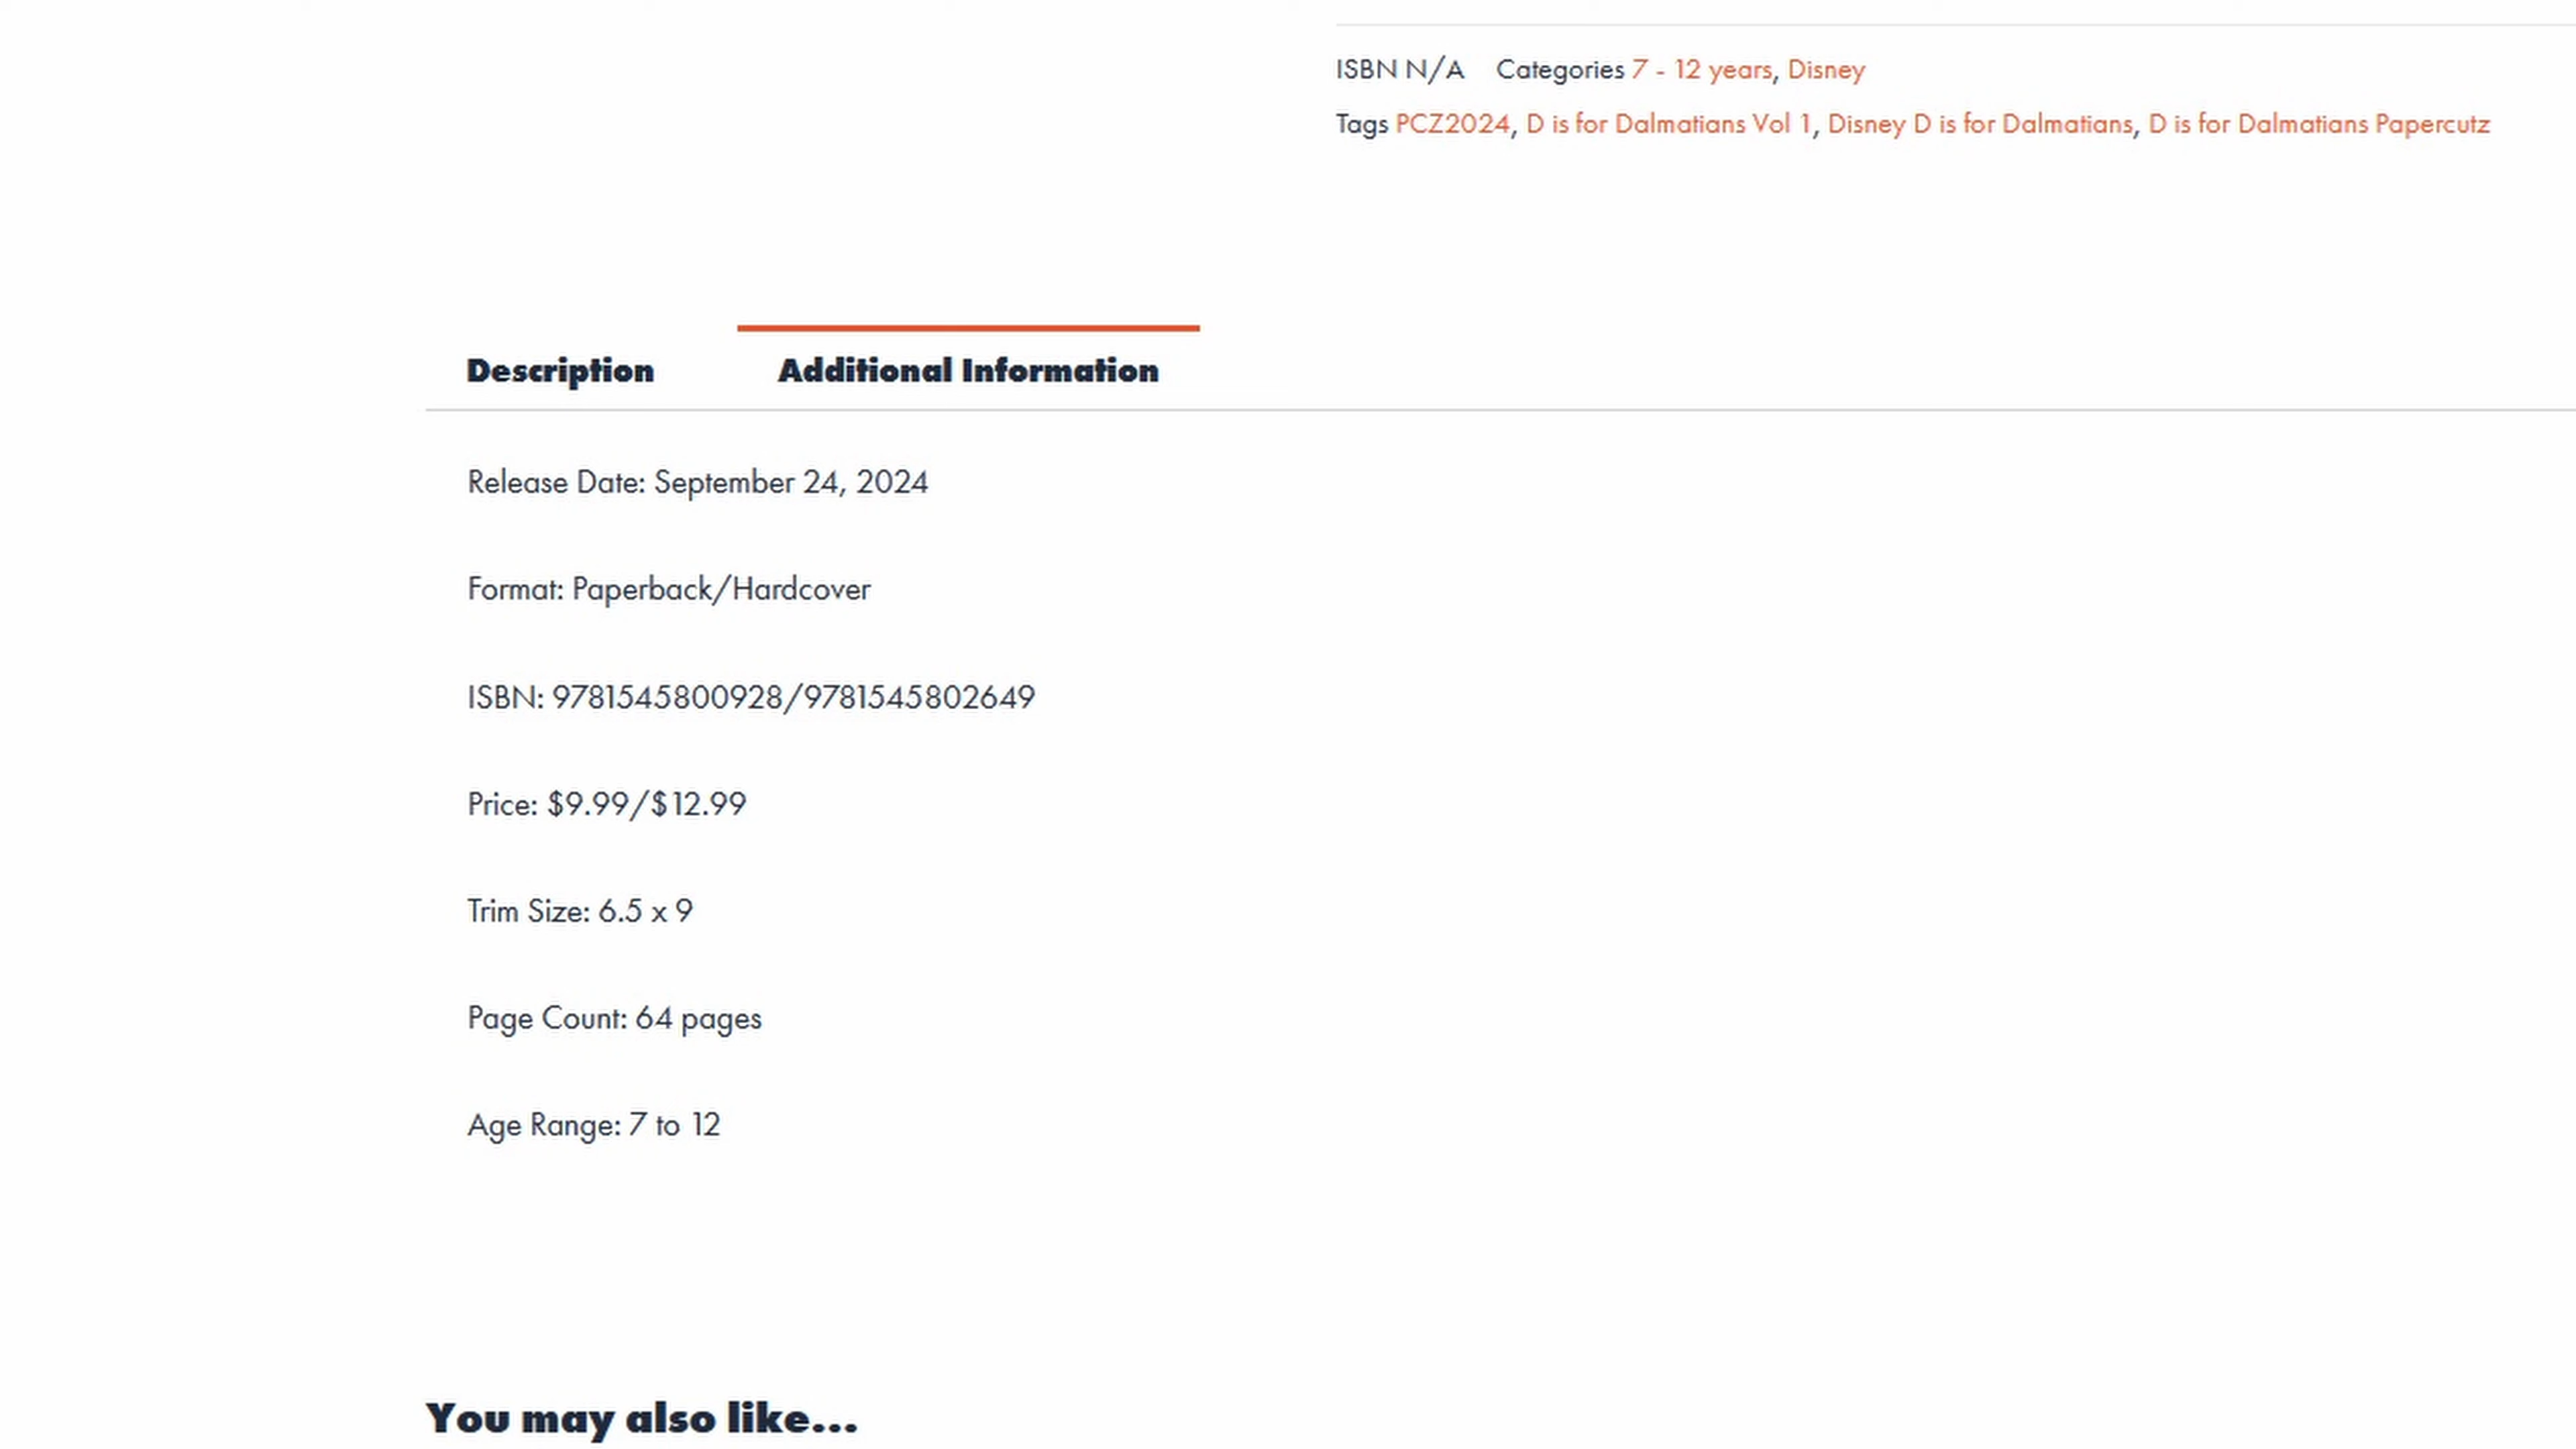 ISBN N/A Categories 7 - 12 years, Disney
Tags PCZ2024, D is for Dalmatians Vol 1, Disney D is for Dalmatians, D is for Dalmatians Papercutz
Description Additional Information
Release Date: September 24, 2024
Format: Paperback/Hardcover
ISBN: 9781545800928/9781545802649
Price: $9.99/$12.99
Trim Size: 6.5 x 9
Page Count: 64 pages
Age Range: 7 to 12
You may also like...